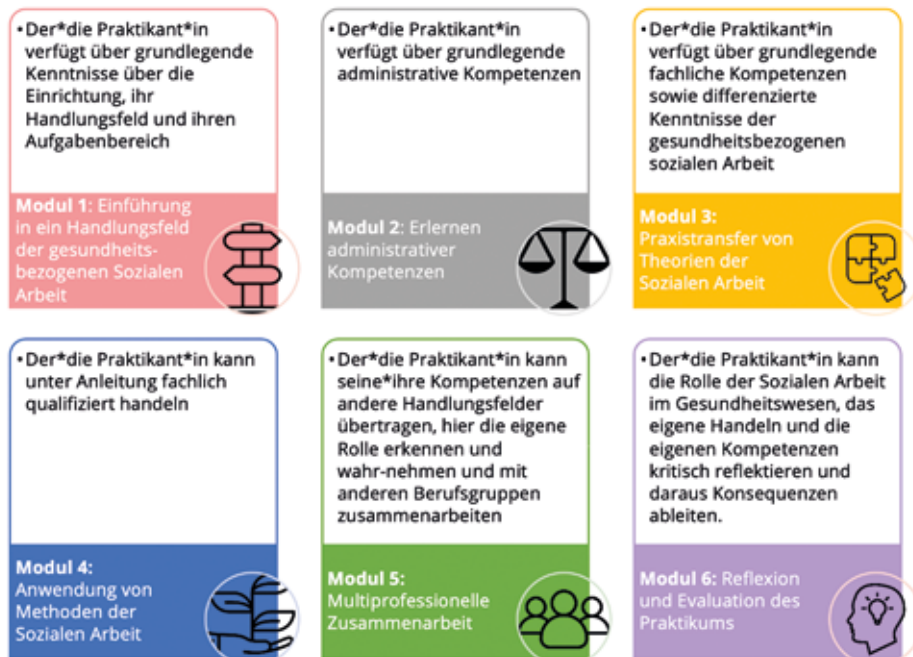 • Der*die Praktikant*in
verfügt über grundlegende
Kenntnisse über die
Einrichtung, ihr
Handlungsfeld und ihren
Aufgabenbereich
Modul 1: Einführung
in ein Handlungsfeld
der gesundheits-
bezogenen Sozialen
Arbeit
• Der*die Praktikant*in
verfügt über grundlegende
administrative Kompetenzen
Modul 2: Erlernen
administrativer
Kompetenzen
• Der*die Praktikant*in
verfügt über grundlegende
fachliche Kompetenzen
sowie differenzierte
Kenntnisse der
gesundheitsbezogenen
sozialen Arbeit
Modul 3:
Praxistransfer von
Theorien der
Sozialen Arbeit
• Der*die Praktikant*in kann
unter Anleitung fachlich
qualifiziert handeln
Modul 4:
Anwendung von
Methoden der
Sozialen Arbeit
• Der*die Praktikant*in kann
seine*ihre Kompetenzen auf
andere Handlungsfelder
übertragen, hier die eigene
Rolle erkennen und
wahr-nehmen und mit
anderen Berufsgruppen
zusammenarbeiten
Modul 5:
Multiprofessionelle
Zusammenarbeit
• Der*die Praktikant*in kann
die Rolle der Sozialen Arbeit
im Gesundheitswesen, das
eigene Handeln und die
eigenen Kompetenzen
kritisch reflektieren und
daraus Konsequenzen
ableiten.
Modul 6: Reflexion
und Evaluation des
Praktikums